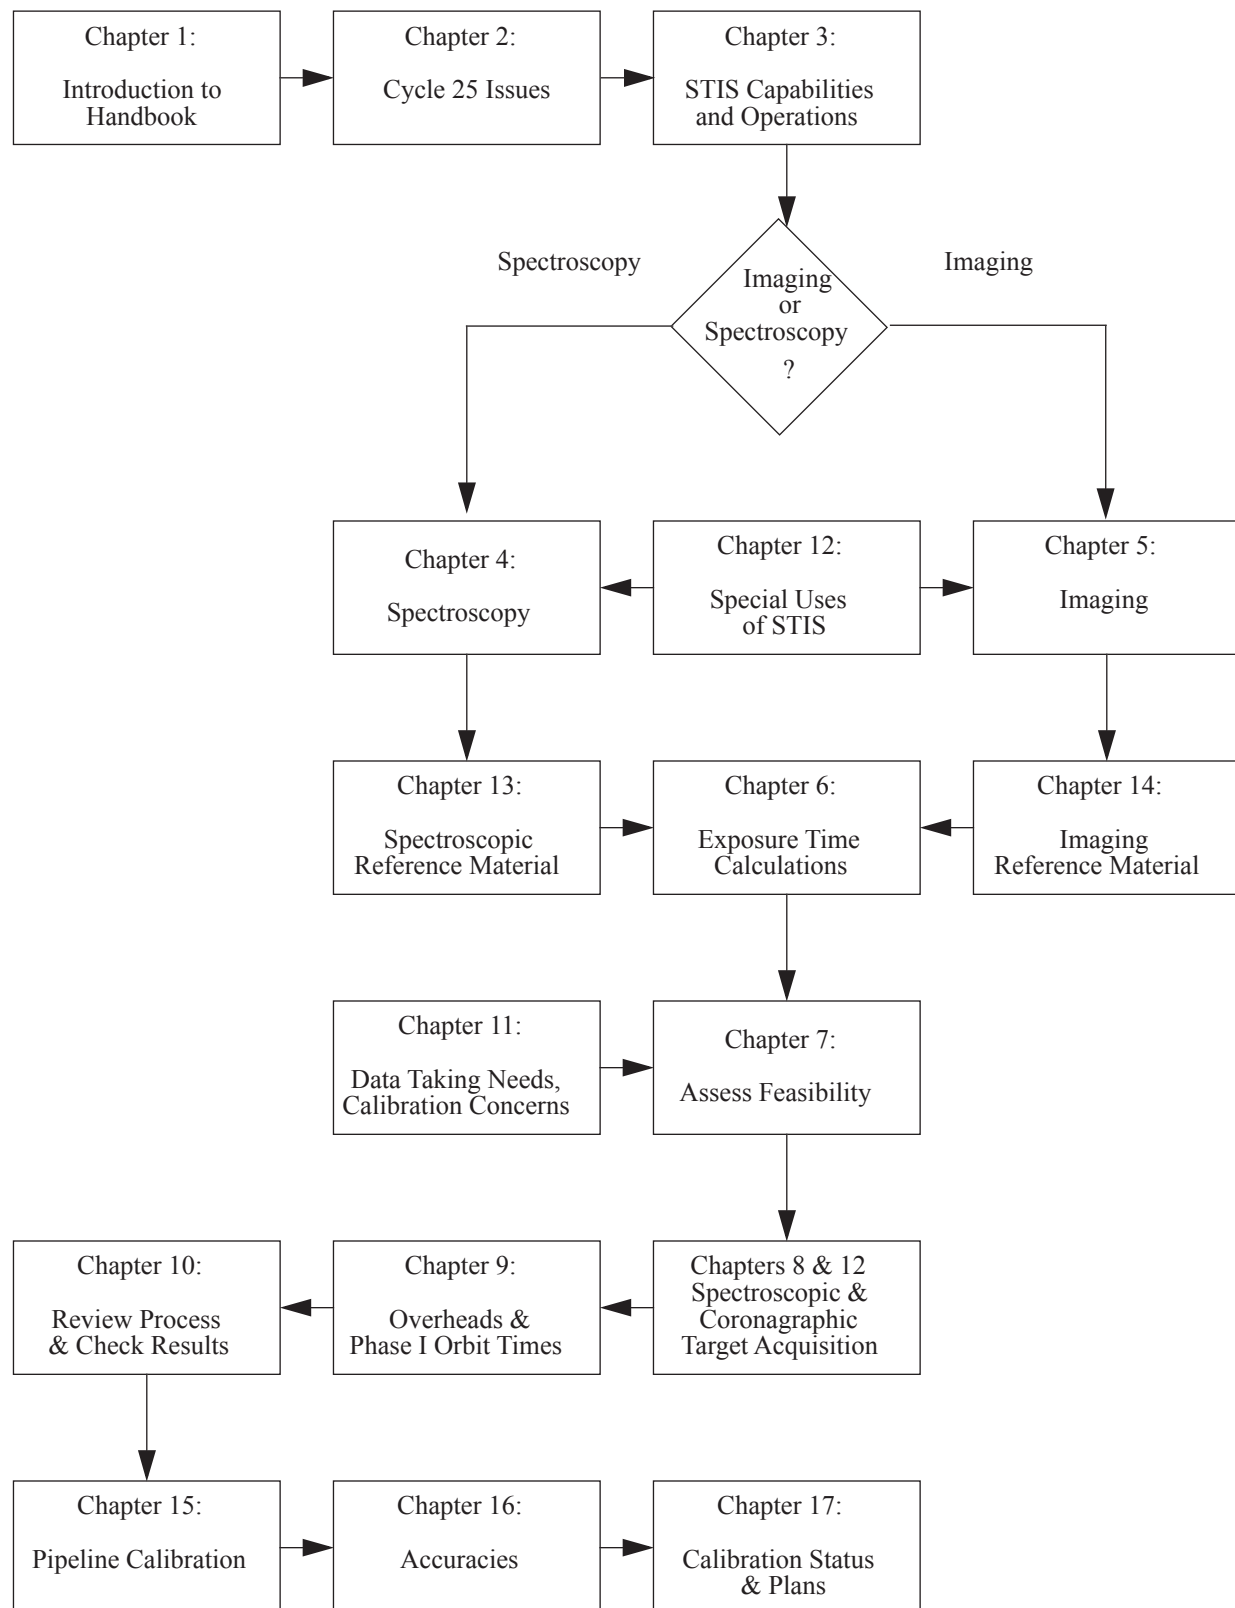 Chapter 1:
Introduction to
Handbook
Chapter 2:
Cycle 25 Issues
Chapter 3:
STIS Capabilities
and Operations
Spectroscopy
Imaging
or
Spectroscopy
?
Imaging
Chapter 4:
Spectroscopy
Chapter 12:
Special Uses
of STIS
Chapter 5:
Imaging
Chapter 13:
Spectroscopic
Reference Material
Chapter 6:
Exposure Time
Calculations
Chapter 14:
Imaging
Reference Material
Chapter 11:
Data Taking Needs,
Calibration Concerns
Chapter 7:
Assess Feasibility
Chapter 10:
Review Process
& Check Results
Chapter 9:
Overheads &
Phase I Orbit Times
Chapters 8 & 12
Spectroscopic &
Coronagraphic
Target Acquisition
Chapter 15:
Pipeline Calibration
Chapter 16:
Accuracies
Chapter 17:
Calibration Status
& Plans